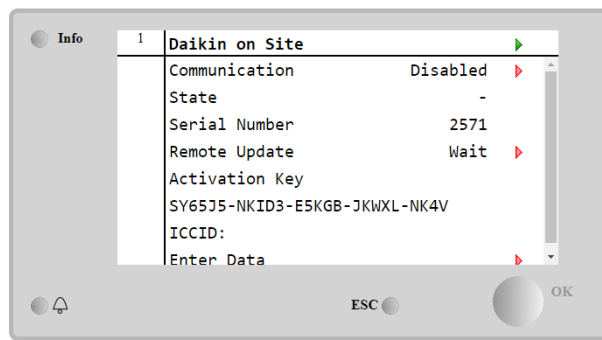 Info
1 Daikin on Site
Communication Disabled
State -
Serial Number 2571
Remote Update Wait
Activation Key
SY65J5-NKID3-E5KGB-JKWXL-NK4V
ICCID:
Enter Data
ESC
OK